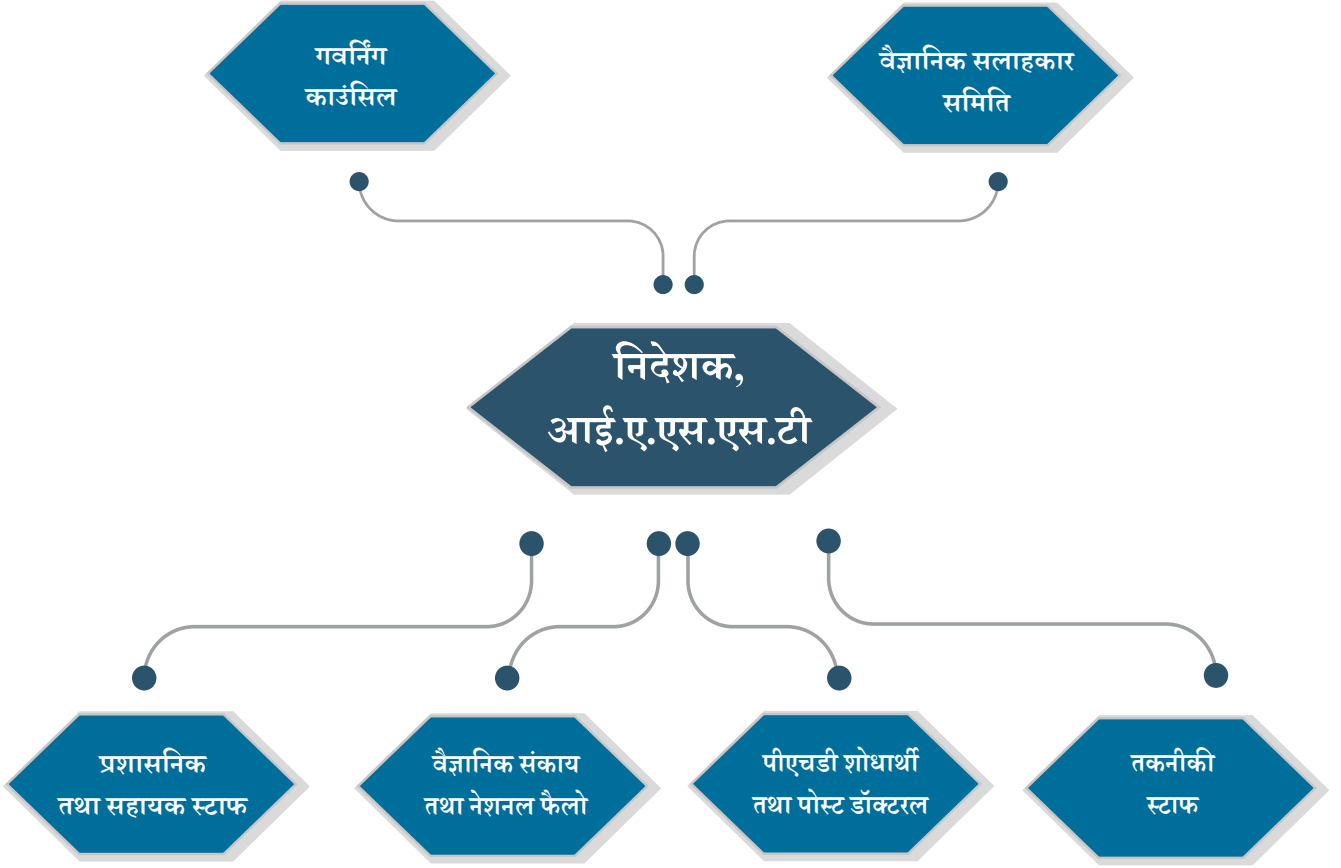 गवर्निंग
काउंसिल
वैज्ञानिक सलाहकार
समिति
निदेशक,
आई.ए.एस.एस.टी
प्रशासनिक
तथा सहायक स्टाफ
वैज्ञानिक संकाय
तथा नेशनल फैलो
पीएचडी शोधार्थी
तथा पोस्ट डॉक्टरल
तकनीकी
स्टाफ